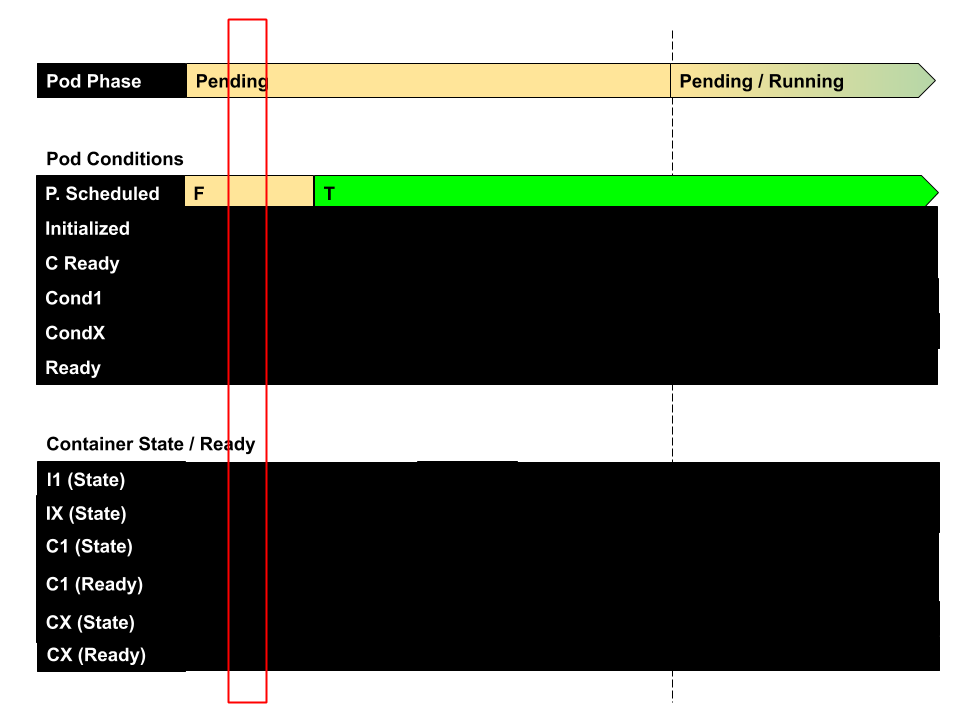 Pod Phase Pending Pending / Running
Pod Conditions
P. Scheduled F T
Initialized
C Ready
Cond1
CondX
Ready
Container State / Ready
I1 (State)
IX (State)
C1 (State)
C1 (Ready)
CX (State)
CX (Ready)